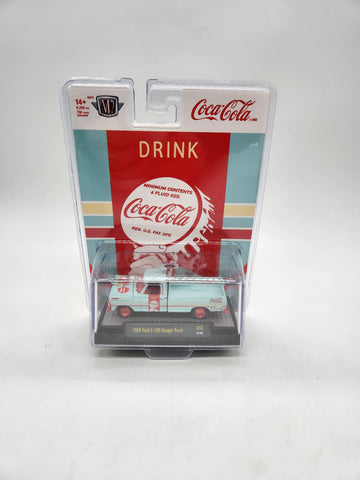 14+
M2
Coca-Cola
DRINK
MINIMUM CONTENTS
6 FLUID OZS.
Coca-Cola
REG. U.S. PAT. OFF.
Coca-Cola
1969 Ford F-100 Ranger Truck